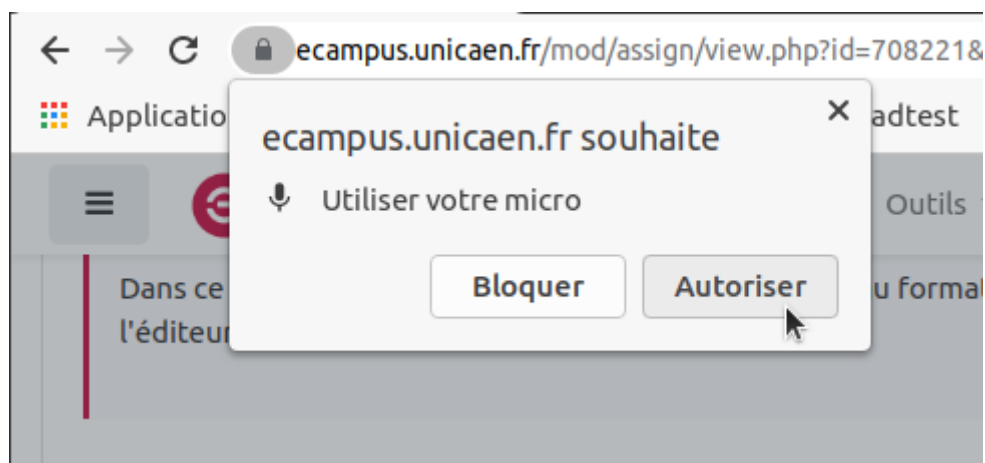 ecampus.unicaen.fr/mod/assign/view.php?id=708221&
Applicatio
adtest
ecampus.unicaen.fr souhaite
Utiliser votre micro
Outils
Bloquer Autoriser
Dans ce
u format
l'éditeur